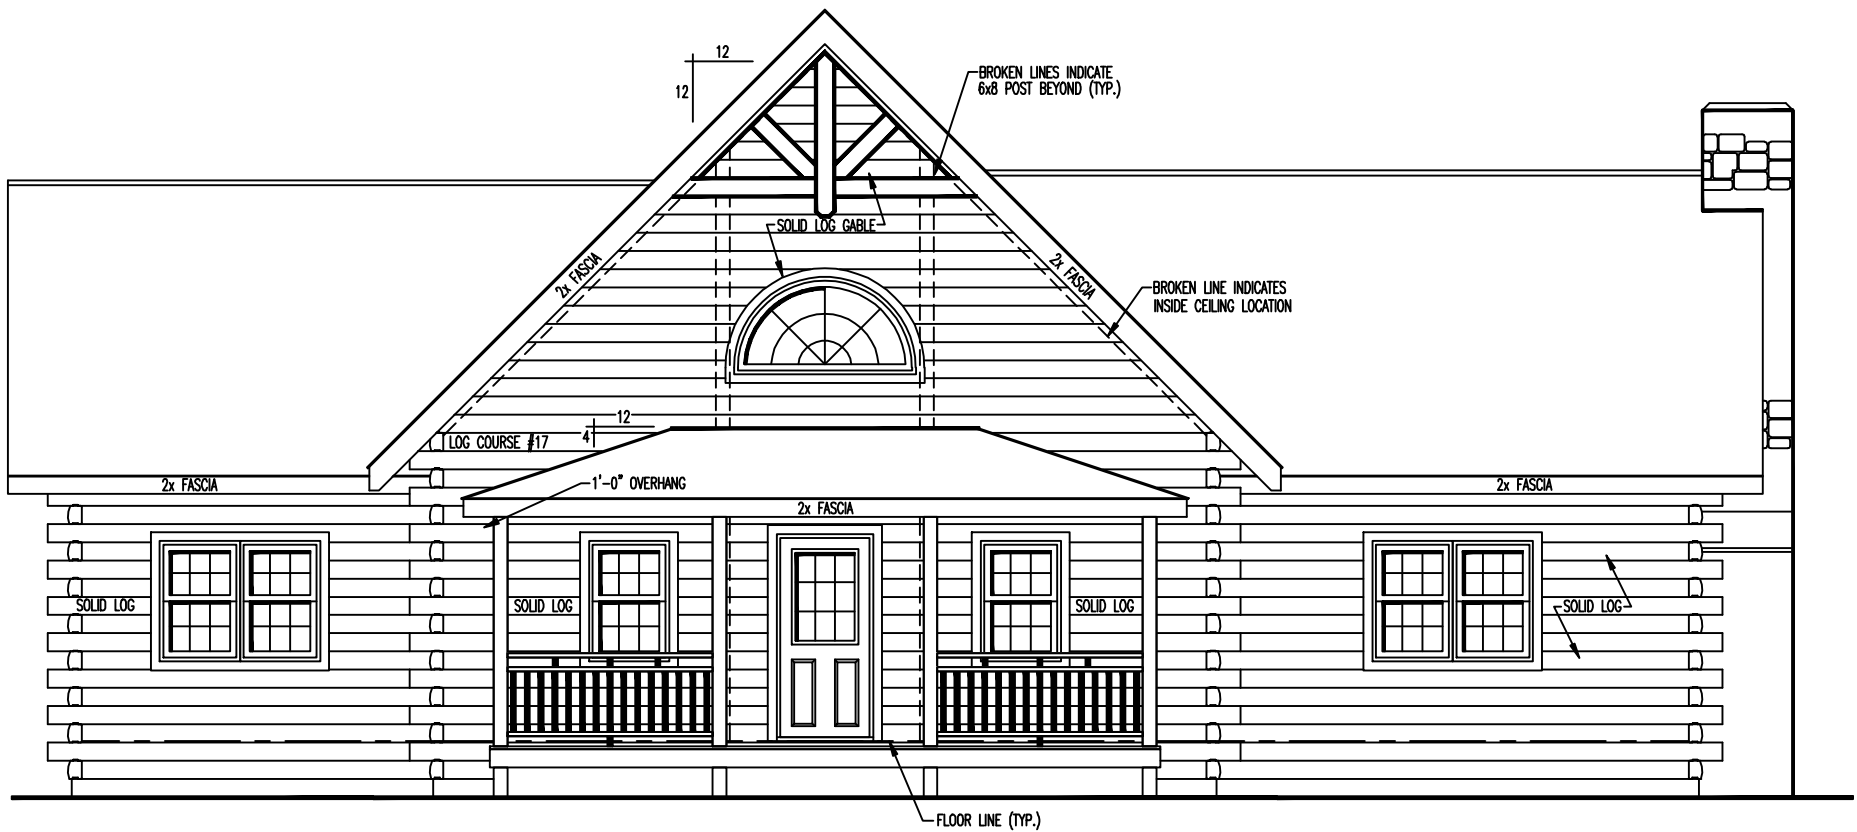 12
12
BROKEN LINES INDICATE
6x8 POST BEYOND (TYP.)
SOLID LOG GABLE
2x FASCIA
2x FASCIA
BROKEN LINE INDICATES
INSIDE CEILING LOCATION
12
4
LOG COURSE #17
2x FASCIA
1'-0" OVERHANG
2x FASCIA
2x FASCIA
SOLID LOG
SOLID LOG
SOLID LOG
SOLID LOG
FLOOR LINE (TYP.)